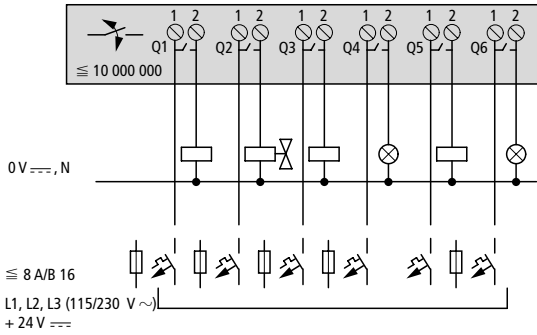 1 2 1 2 1 2 1 2 1 2 1 2
Q1 Q2 Q3 Q4 Q5 Q6
≦ 10 000 000
0 V ⎓, N
≦ 8 A/B 16
L1, L2, L3 (115/230 V ~)
+ 24 V ⎓